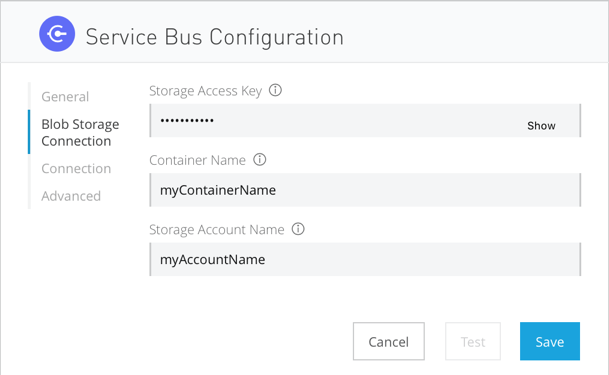 Service Bus Configuration
General
Blob Storage
Connection
Connection
Advanced
Storage Access Key
•••••••••••
Show
Container Name
myContainerName
Storage Account Name
myAccountName
Cancel
Test
Save